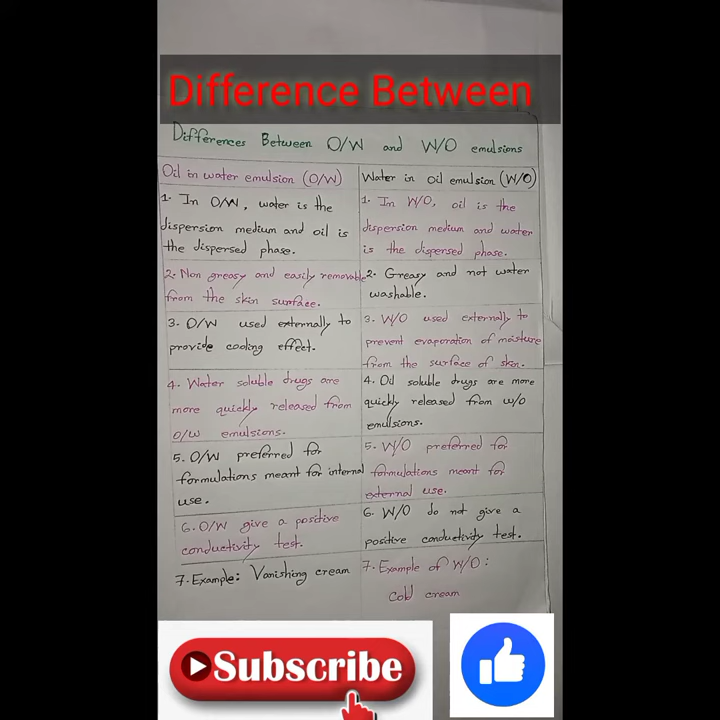 Difference Between
Differences Between O/W and W/O emulsions
Oil in water emulsion (O/W)
Water in oil emulsion (W/O)
1. In O/W, water is the
dispersion medium and oil is
the dispersed phase.
1. In W/O, oil is the
dispersion medium and water
is the dispersed phase.
2. Non greasy and easily removable
from the skin surface.
2. Greasy and not water
washable.
3. O/W used externally to
provide cooling effect.
3. W/O used externally to
prevent evaporation of moisture
from the surface of skin.
4. Water soluble drugs are
more quickly released from
O/W emulsions.
4. Oil soluble drugs are more
quickly released from w/o
emulsions.
5. O/W preferred for
formulations meant for internal
use.
5. W/O preferred for
formulations meant for
external use.
6. O/W give a positive
conductivity test.
6. W/O do not give a
positive conductivity test.
7. Example: Vanishing cream
7. Example of W/O:
Cold cream
Subscribe